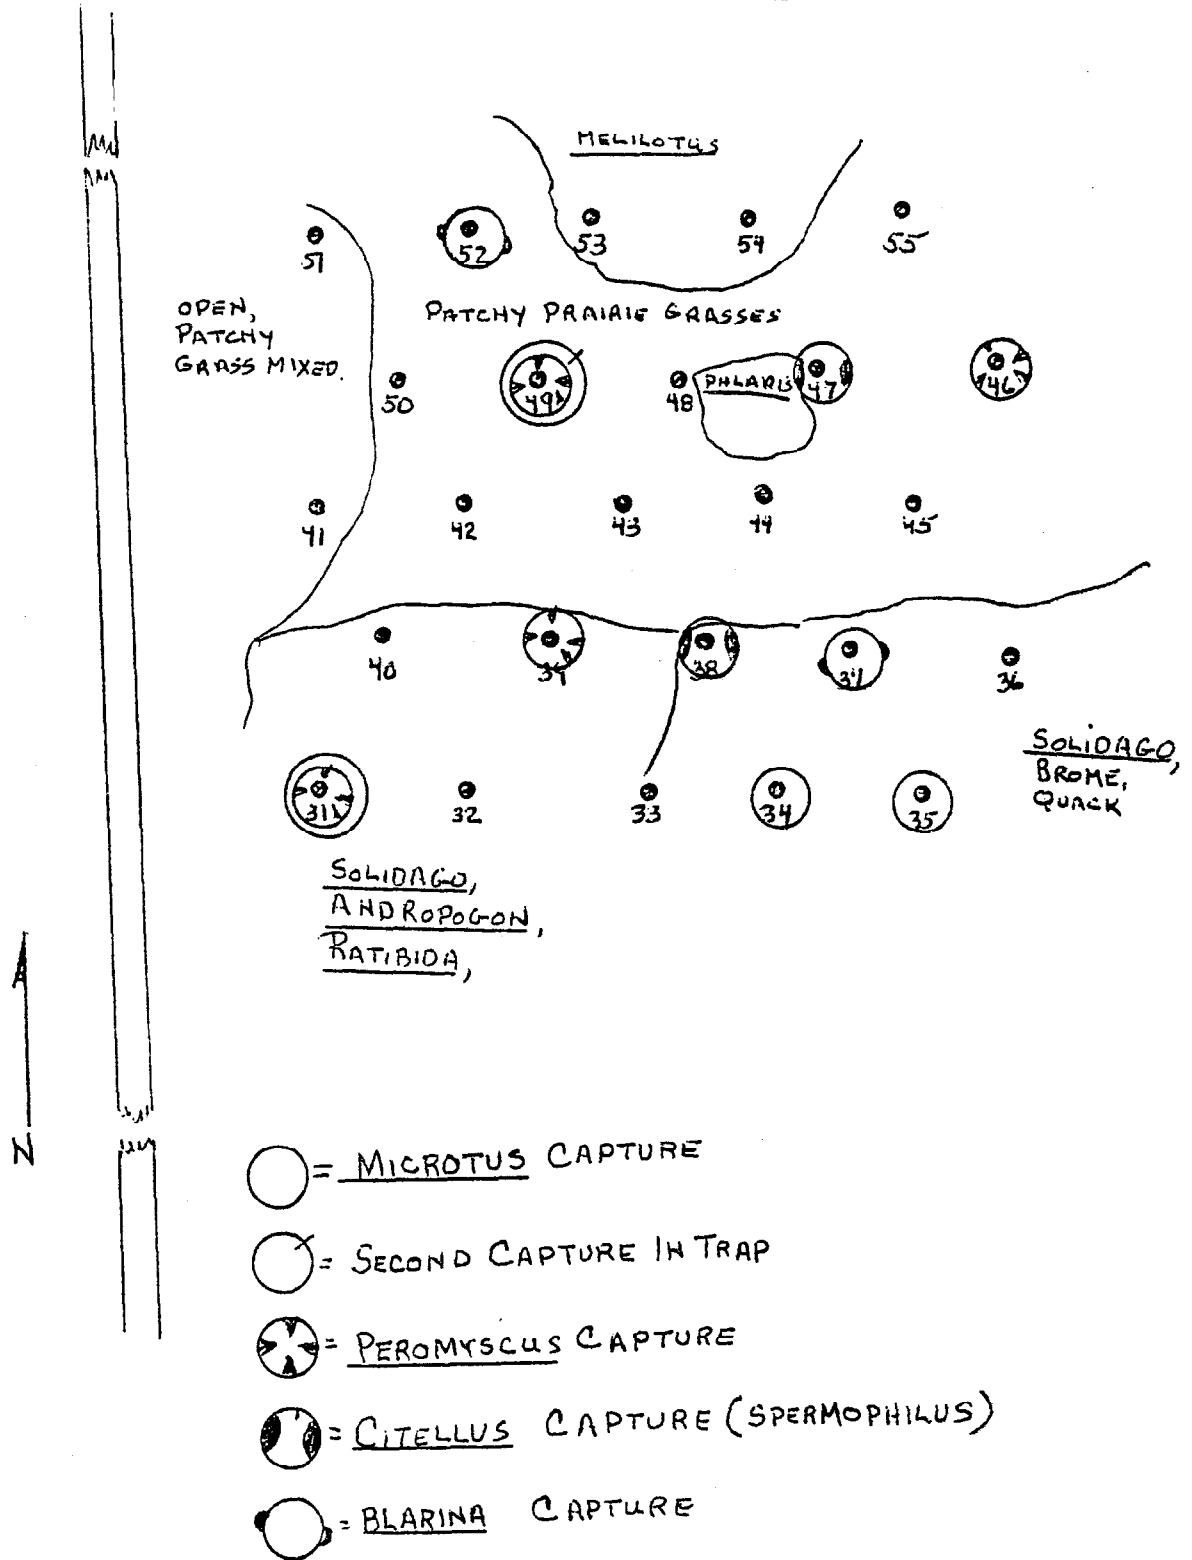 MELILOTUS
51
52
53
54
55
OPEN,
PATCHY
GRASS MIXED.
PATCHY PRAIRIE GRASSES
50
49
48
PHLARIS
47
46
41
42
43
44
45
40
39
38
37
36
SOLIDAGO,
BROME,
QUACK
31
32
33
34
35
SOLIDAGO,
ANDROPOGON,
RATIBIDA,
N
= MICROTUS CAPTURE
= SECOND CAPTURE IN TRAP
= PEROMYSCUS CAPTURE
= CITELLUS CAPTURE (SPERMOPHILUS)
= BLARINA CAPTURE